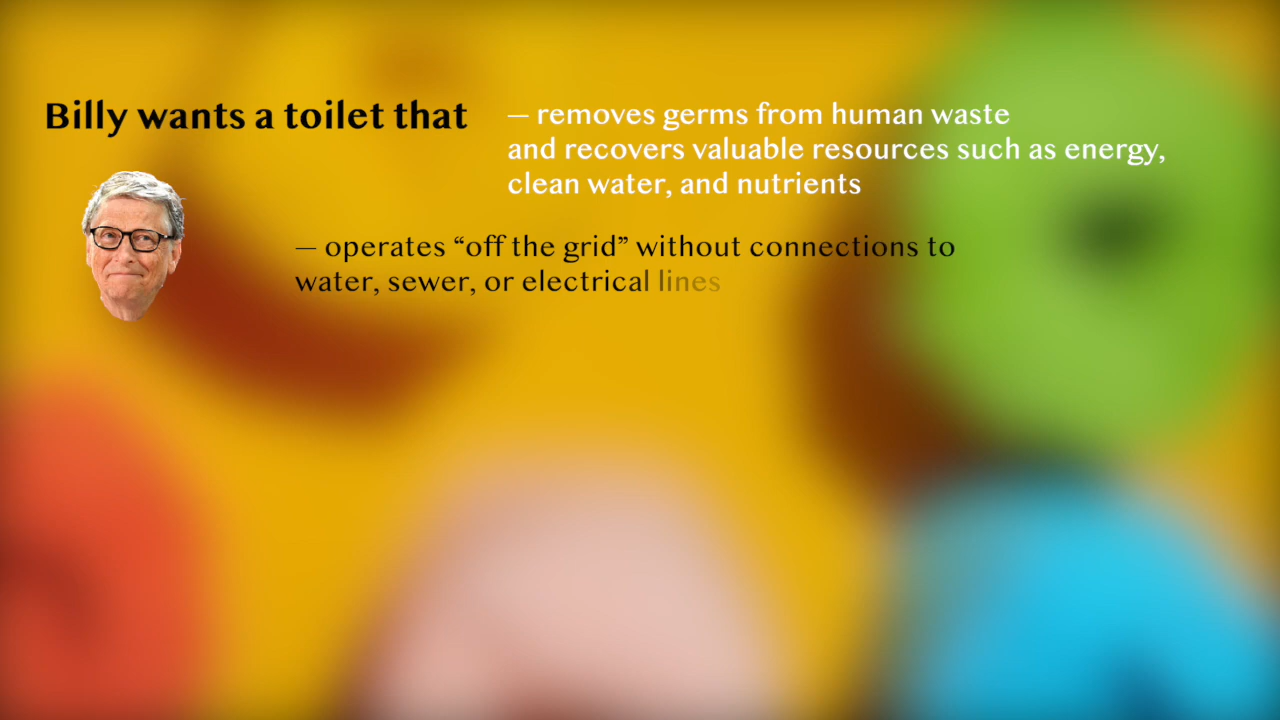 Billy wants a toilet that
— removes germs from human waste
and recovers valuable resources such as energy,
clean water, and nutrients
— operates “off the grid” without connections to
water, sewer, or electrical lines